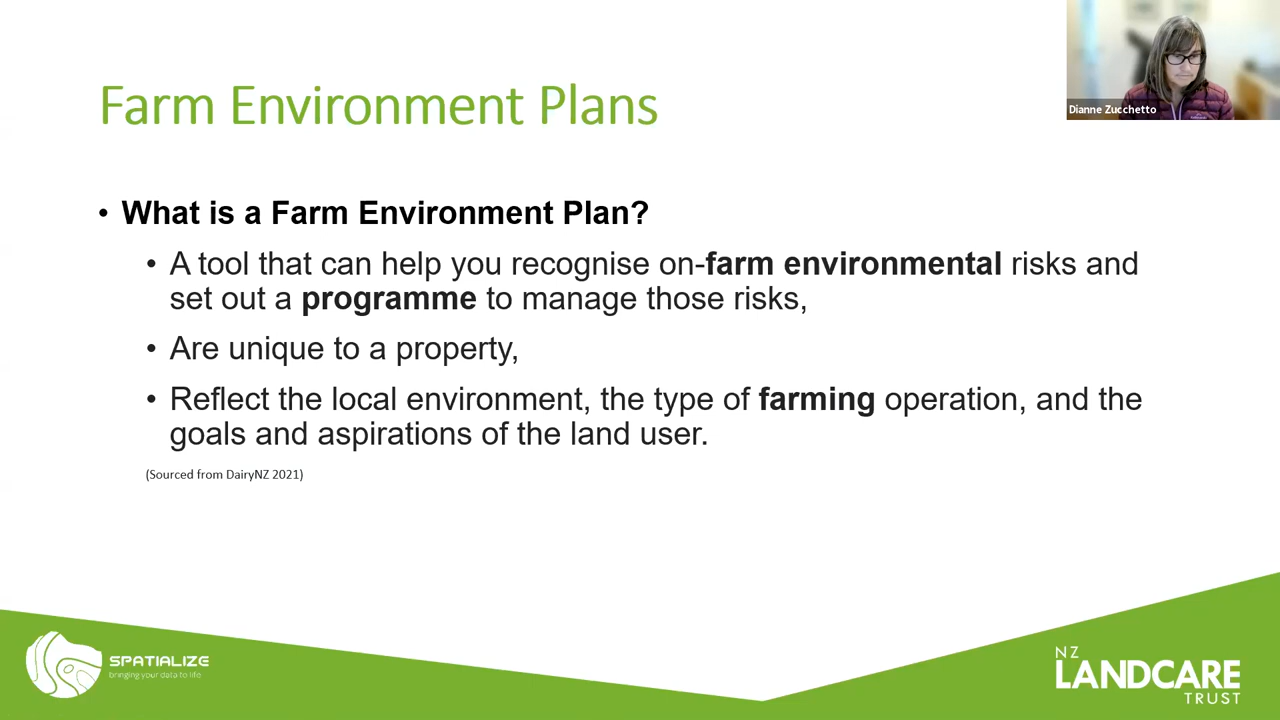 Dianne Zucchetto
Farm Environment Plans
• What is a Farm Environment Plan?
• A tool that can help you recognise on-farm environmental risks and
set out a programme to manage those risks,
• Are unique to a property,
• Reflect the local environment, the type of farming operation, and the
goals and aspirations of the land user.
(Sourced from DairyNZ 2021)
SPATIALIZE
bringing your data to life
NZ
LANDCARE
TRUST